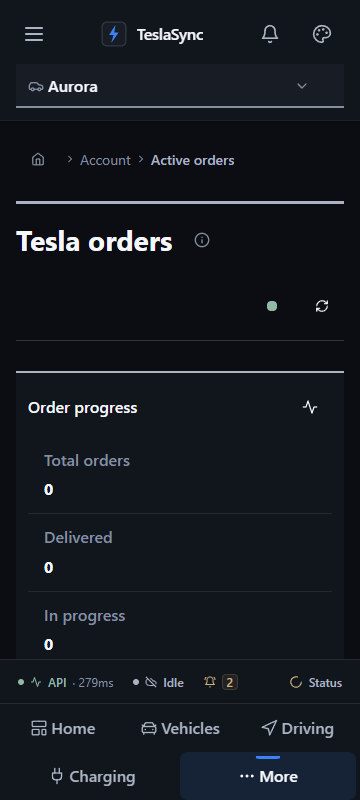 TeslaSync
Aurora
Account
Active orders
Tesla orders
Order progress
Total orders
0
Delivered
0
In progress
0
API · 279ms
Idle
2
Status
Home
Vehicles
Driving
Charging
More